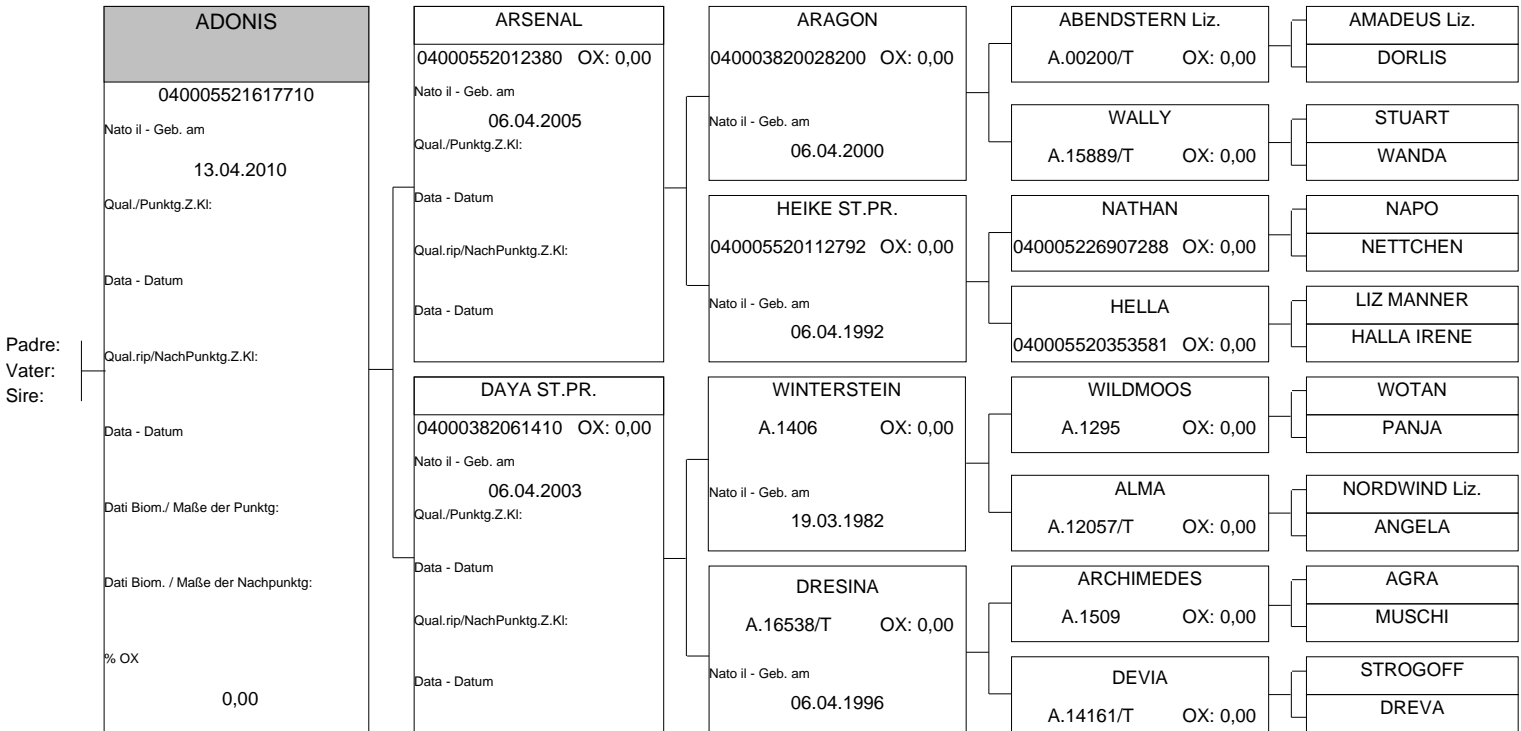 Padre:
Vater:
Sire:
ADONIS
040005521617710
Nato il - Geb. am
13.04.2010
Qual./Punktg.Z.Kl:
Data - Datum
Qual.rip/NachPunktg.Z.Kl:
Data - Datum
Dati Biom./ Maße der Punktg:
Dati Biom. / Maße der Nachpunktg:
% OX
0,00
ARSENAL
04000552012380 OX: 0,00
Nato il - Geb. am
06.04.2005
Qual./Punktg.Z.Kl:
Data - Datum
Qual.rip/NachPunktg.Z.Kl:
Data - Datum
DAYA ST.PR.
04000382061410 OX: 0,00
Nato il - Geb. am
06.04.2003
Qual./Punktg.Z.Kl:
Data - Datum
Qual.rip/NachPunktg.Z.Kl:
Data - Datum
ARAGON
040003820028200 OX: 0,00
Nato il - Geb. am
06.04.2000
HEIKE ST.PR.
040005520112792 OX: 0,00
Nato il - Geb. am
06.04.1992
WINTERSTEIN
A.1406 OX: 0,00
Nato il - Geb. am
19.03.1982
DRESINA
A.16538/T OX: 0,00
Nato il - Geb. am
06.04.1996
ABENDSTERN Liz.
A.00200/T OX: 0,00
WALLY
A.15889/T OX: 0,00
NATHAN
040005226907288 OX: 0,00
HELLA
040005520353581 OX: 0,00
WILDMOOS
A.1295 OX: 0,00
ALMA
A.12057/T OX: 0,00
ARCHIMEDES
A.1509 OX: 0,00
DEVIA
A.14161/T OX: 0,00
AMADEUS Liz.
DORLIS
STUART
WANDA
NAPO
NETTCHEN
LIZ MANNER
HALLA IRENE
WOTAN
PANJA
NORDWIND Liz.
ANGELA
AGRA
MUSCHI
STROGOFF
DREVA